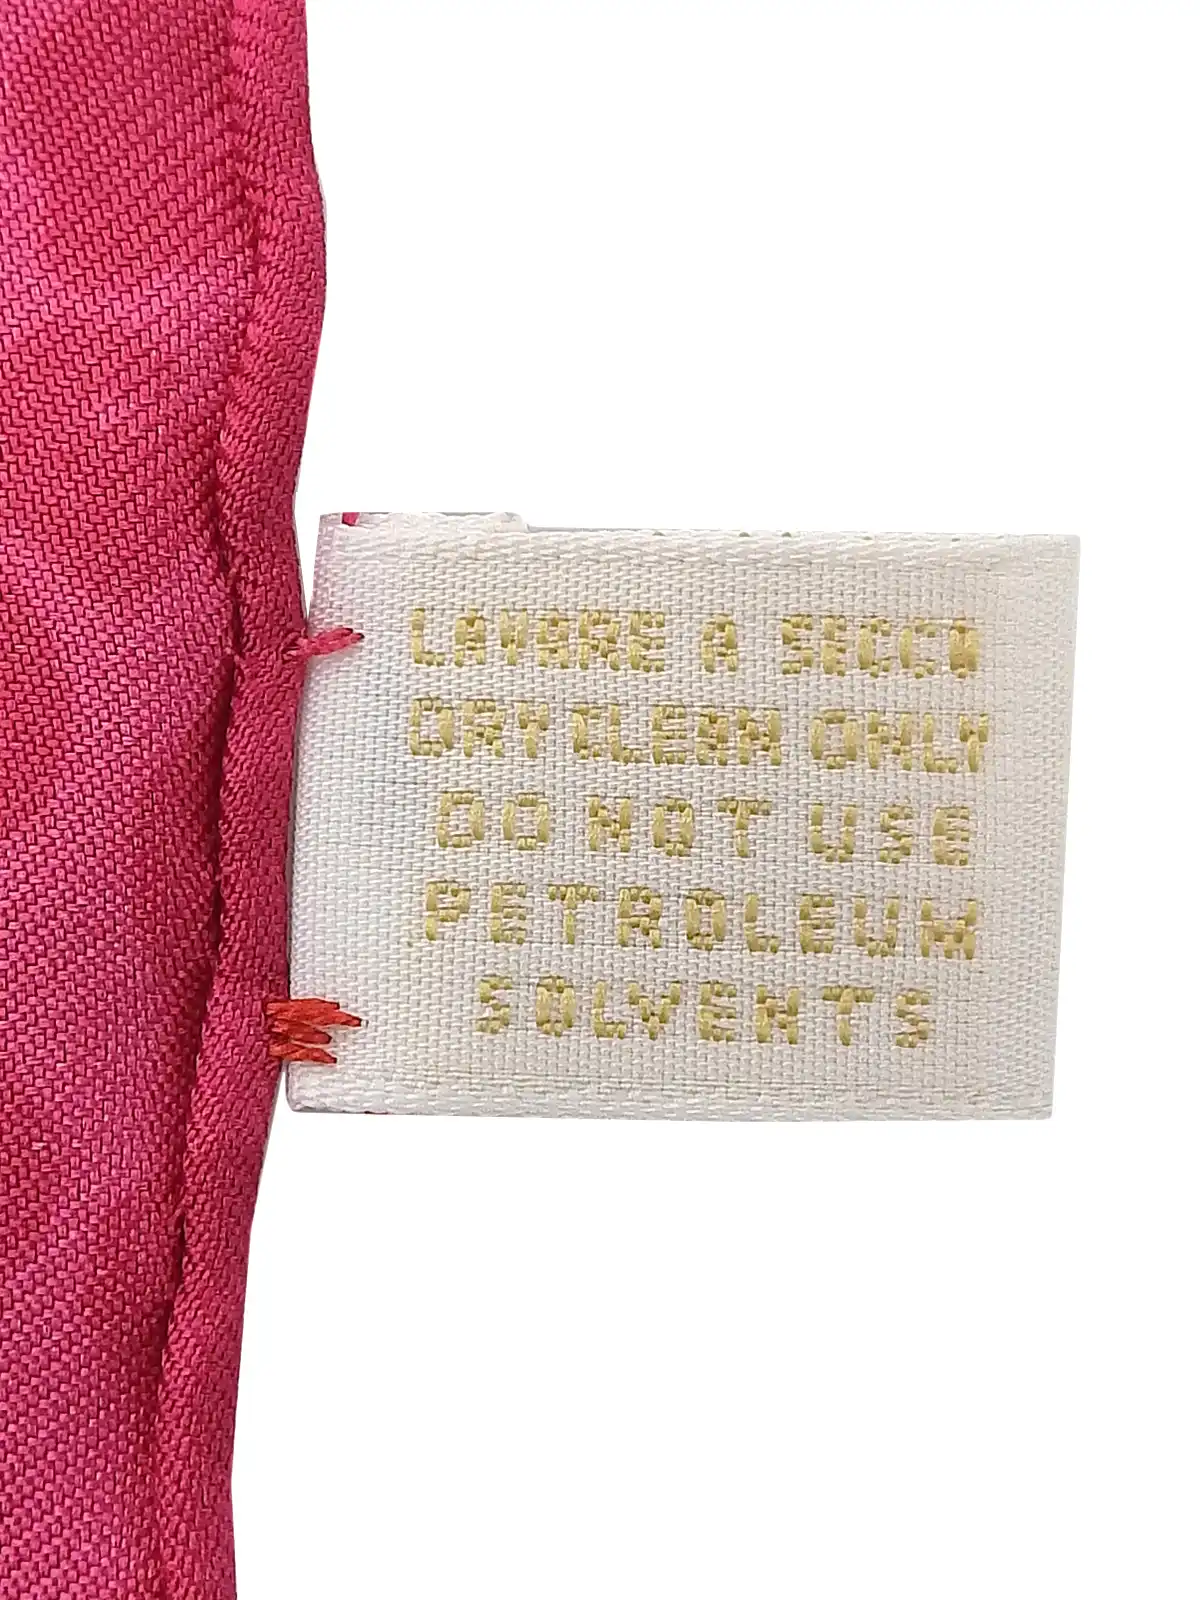 LAVARE A SECCO
DRY CLEAN ONLY
DO NOT USE
PETROLEUM
SOLVENTS